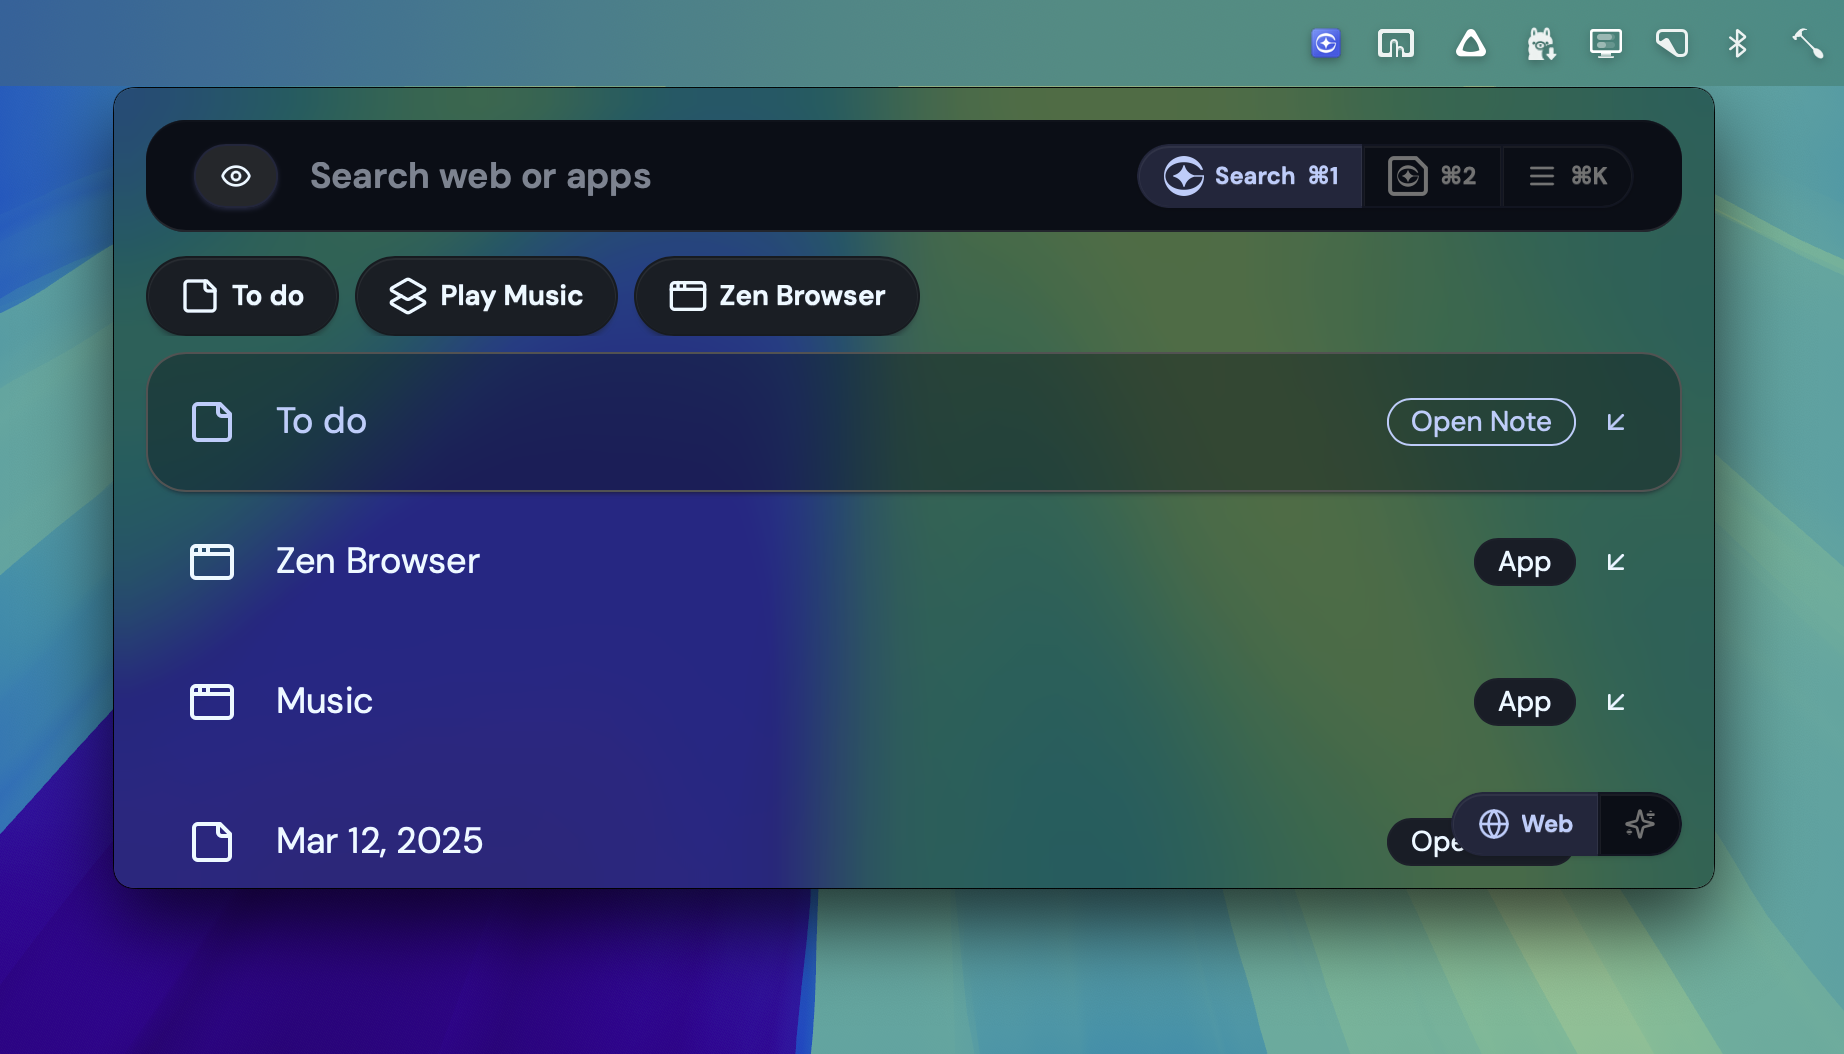 Search web or apps
Search ⌘1
⌘2
⌘K
To do
Play Music
Zen Browser
To do
Open Note
Zen Browser
App
Music
App
Mar 12, 2025
Ope
Web